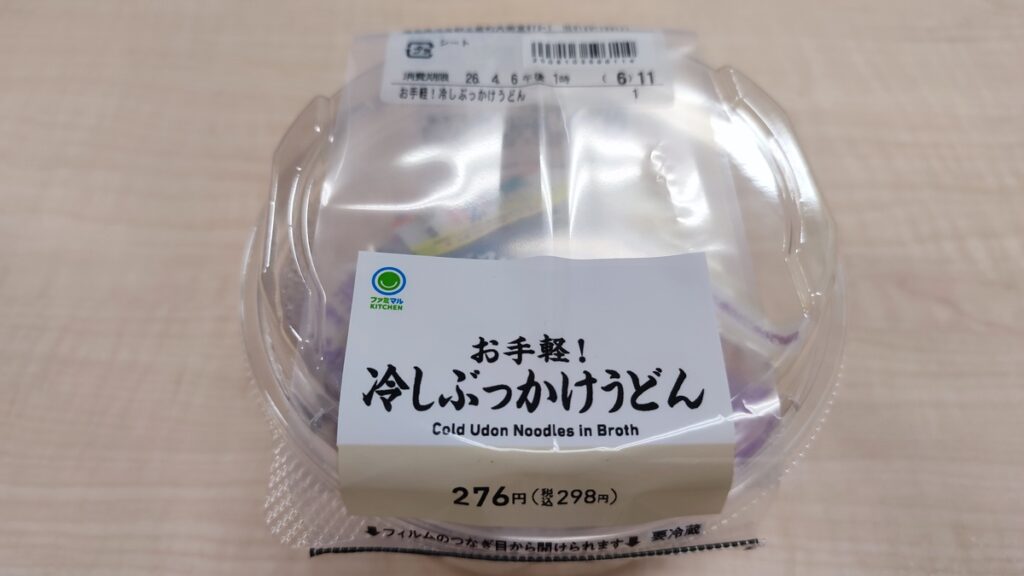 シート
消費期限 26. 4. 6 午後 1時 ( 6) 11
お手軽！冷しぶっかけうどん 1
ファミマル
KITCHEN
お手軽！
冷しぶっかけうどん
Cold Udon Noodles in Broth
276円(税込298円)
フィルムのつなぎ目から開けられます 要冷蔵